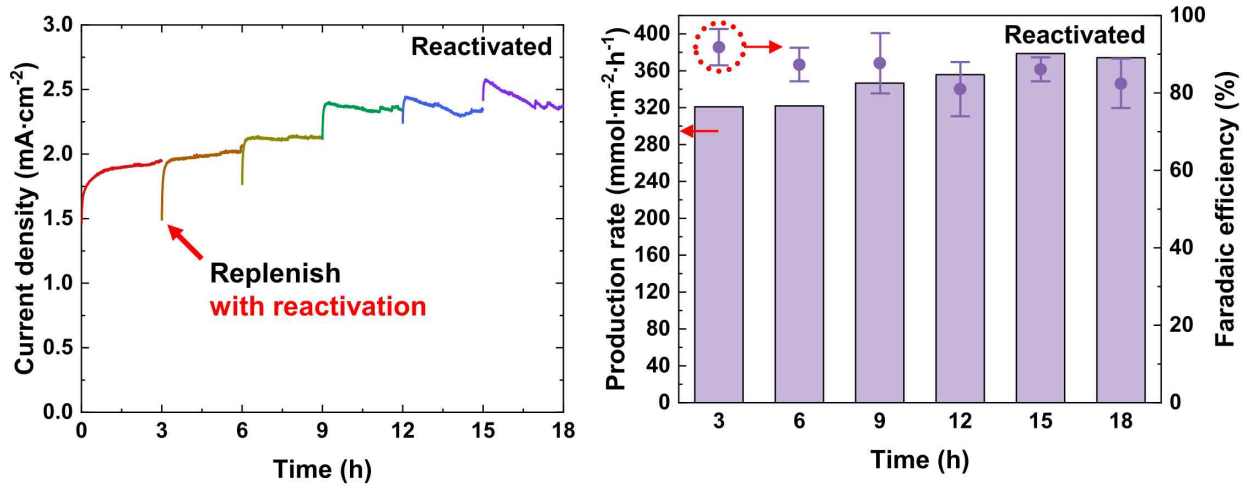 3.0
2.5
2.0
1.5
1.0
0.5
0.0
Current density (mA·cm⁻²)
Reactivated
Replenish
with reactivation
0 3 6 9 12 15 18
Time (h)
400
360
320
280
240
200
160
120
80
40
0
Production rate (mmol·m⁻²·h⁻¹)
Reactivated
100
80
60
40
20
0
Faradaic efficiency (%)
3 6 9 12 15 18
Time (h)